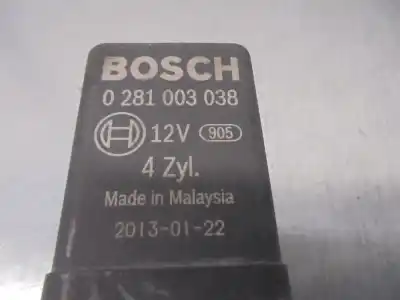 BOSCH
0 281 003 038
12V 905
4 Zyl.
Made in Malaysia
2013-01-22